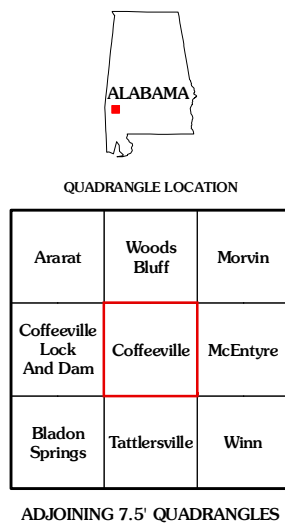 ALABAMA
QUADRANGLE LOCATION
Ararat
Woods
Bluff
Morvin
Coffeeville
Lock
And Dam
Coffeeville
McEntyre
Bladon
Springs
Tattlersville
Winn
ADJOINING 7.5' QUADRANGLES